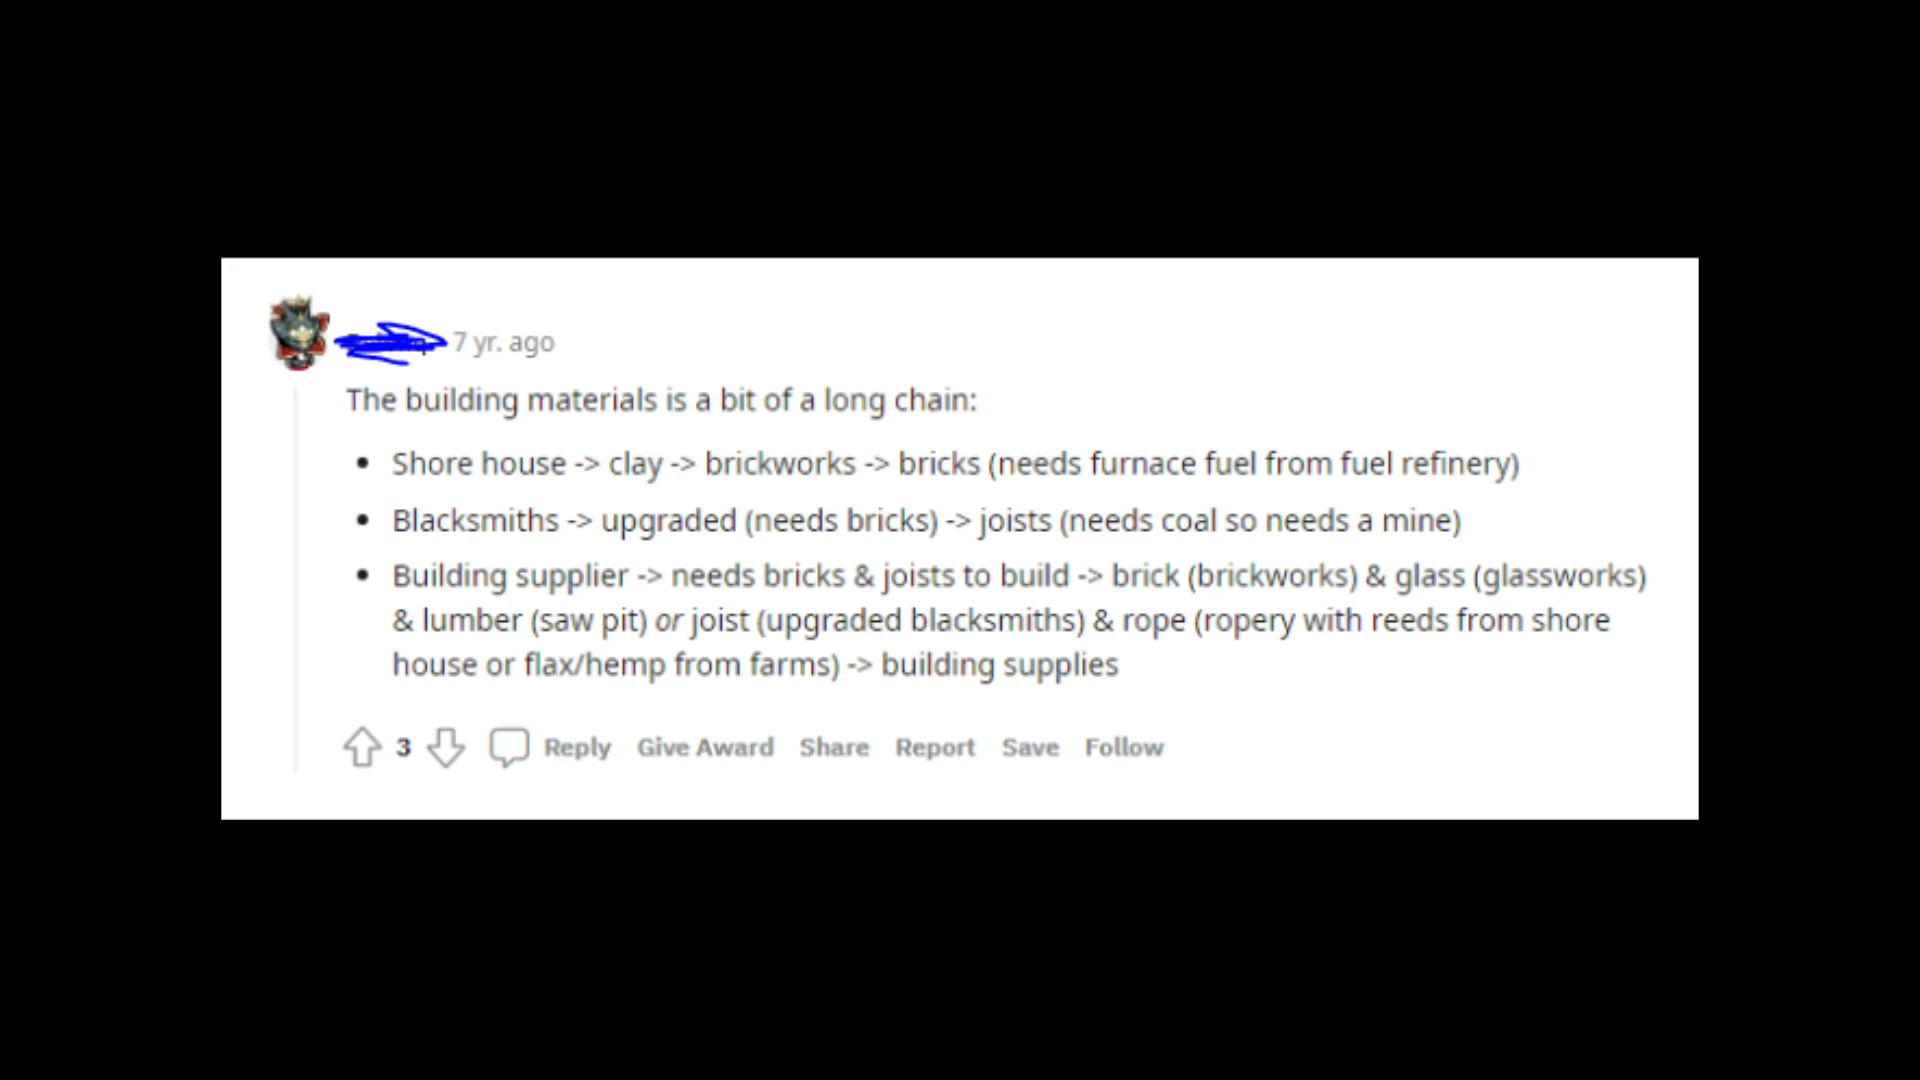 7 yr. ago
The building materials is a bit of a long chain:
• Shore house -> clay -> brickworks -> bricks (needs furnace fuel from fuel refinery)
• Blacksmiths -> upgraded (needs bricks) -> joists (needs coal so needs a mine)
• Building supplier -> needs bricks & joists to build -> brick (brickworks) & glass (glassworks)
& lumber (saw pit) or joist (upgraded blacksmiths) & rope (ropery with reeds from shore
house or flax/hemp from farms) -> building supplies
3 Reply Give Award Share Report Save Follow